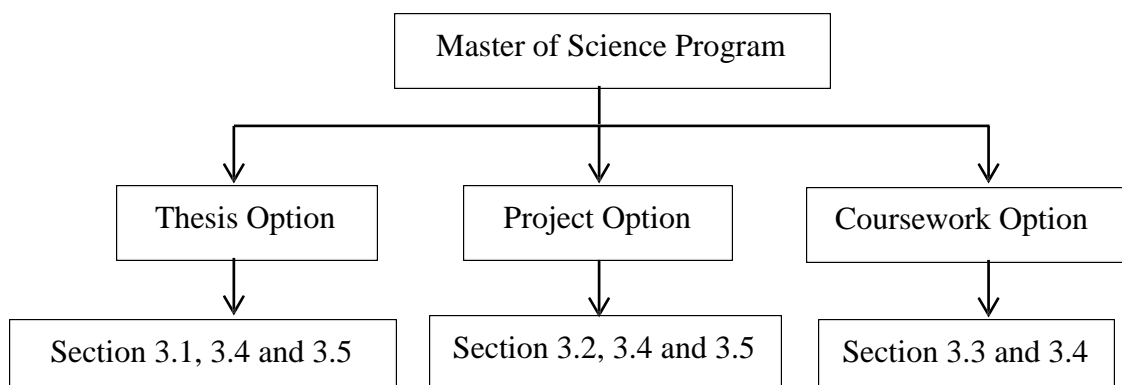 Master of Science Program
Thesis Option
Project Option
Coursework Option
Section 3.1, 3.4 and 3.5
Section 3.2, 3.4 and 3.5
Section 3.3 and 3.4